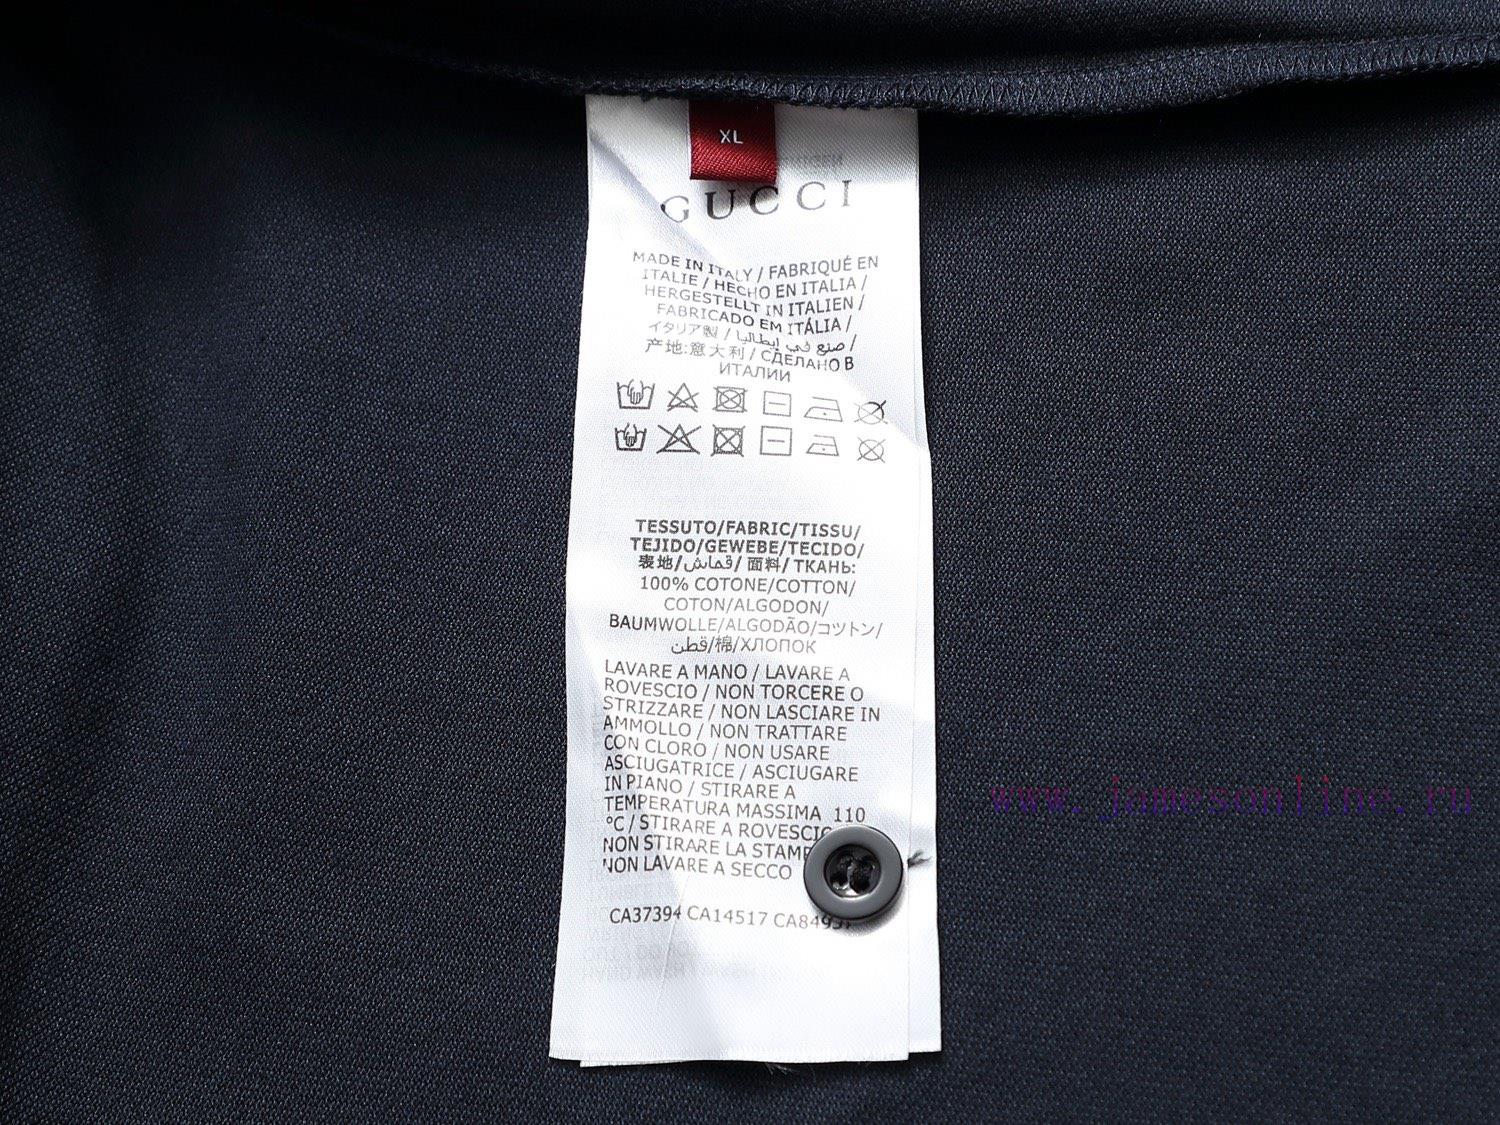 XL
GUCCI
MADE IN ITALY / FABRIQUÉ EN
ITALIE / HECHO EN ITALIA /
HERGESTELLT IN ITALIEN /
FABRICADO EM ITÁLIA /
イタリア製 / صنع في إيطاليا /
产地:意大利 / СДЕЛАНО В
ИТАЛИИ
TESSUTO/FABRIC/TISSU/
TEJIDO/GEWEBE/TECIDO/
表地/قماش/ 面料/ ТКАНЬ:
100% COTONE/COTTON/
COTON/ALGODON/
BAUMWOLLE/ALGODÃO/コットン/
قطن/棉/ХЛОПОК
LAVARE A MANO / LAVARE A
ROVESCIO / NON TORCERE O
STRIZZARE / NON LASCIARE IN
AMMOLLO / NON TRATTARE
CON CLORO / NON USARE
ASCIUGATRICE / ASCIUGARE
IN PIANO / STIRARE A
TEMPERATURA MASSIMA 110
°C / STIRARE A ROVESCIO
NON STIRARE LA
NON LAVARE A SECCO
CA37394 CA14517
www.jamesonline.ru